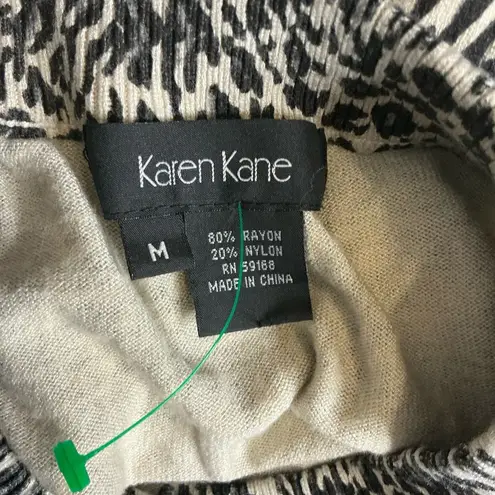 Karen Kane
M
80% RAYON
20% NYLON
RN 59168
MADE IN CHINA